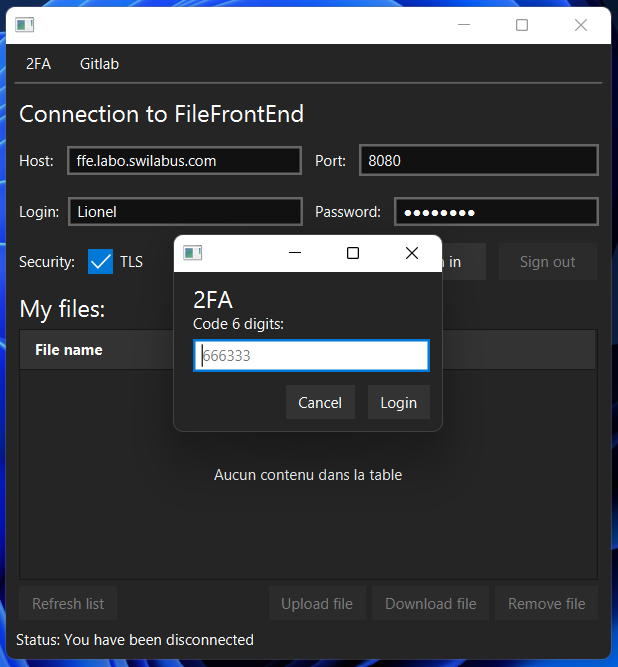 2FA Gitlab
Connection to FileFrontEnd
Host: ffe.labo.swilabus.com Port: 8080
Login: Lionel Password: ●●●●●●●●
Security: TLS in Sign out
2FA
Code 6 digits:
666333
Cancel Login
My files:
File name
Aucun contenu dans la table
Refresh list Upload file Download file Remove file
Status: You have been disconnected